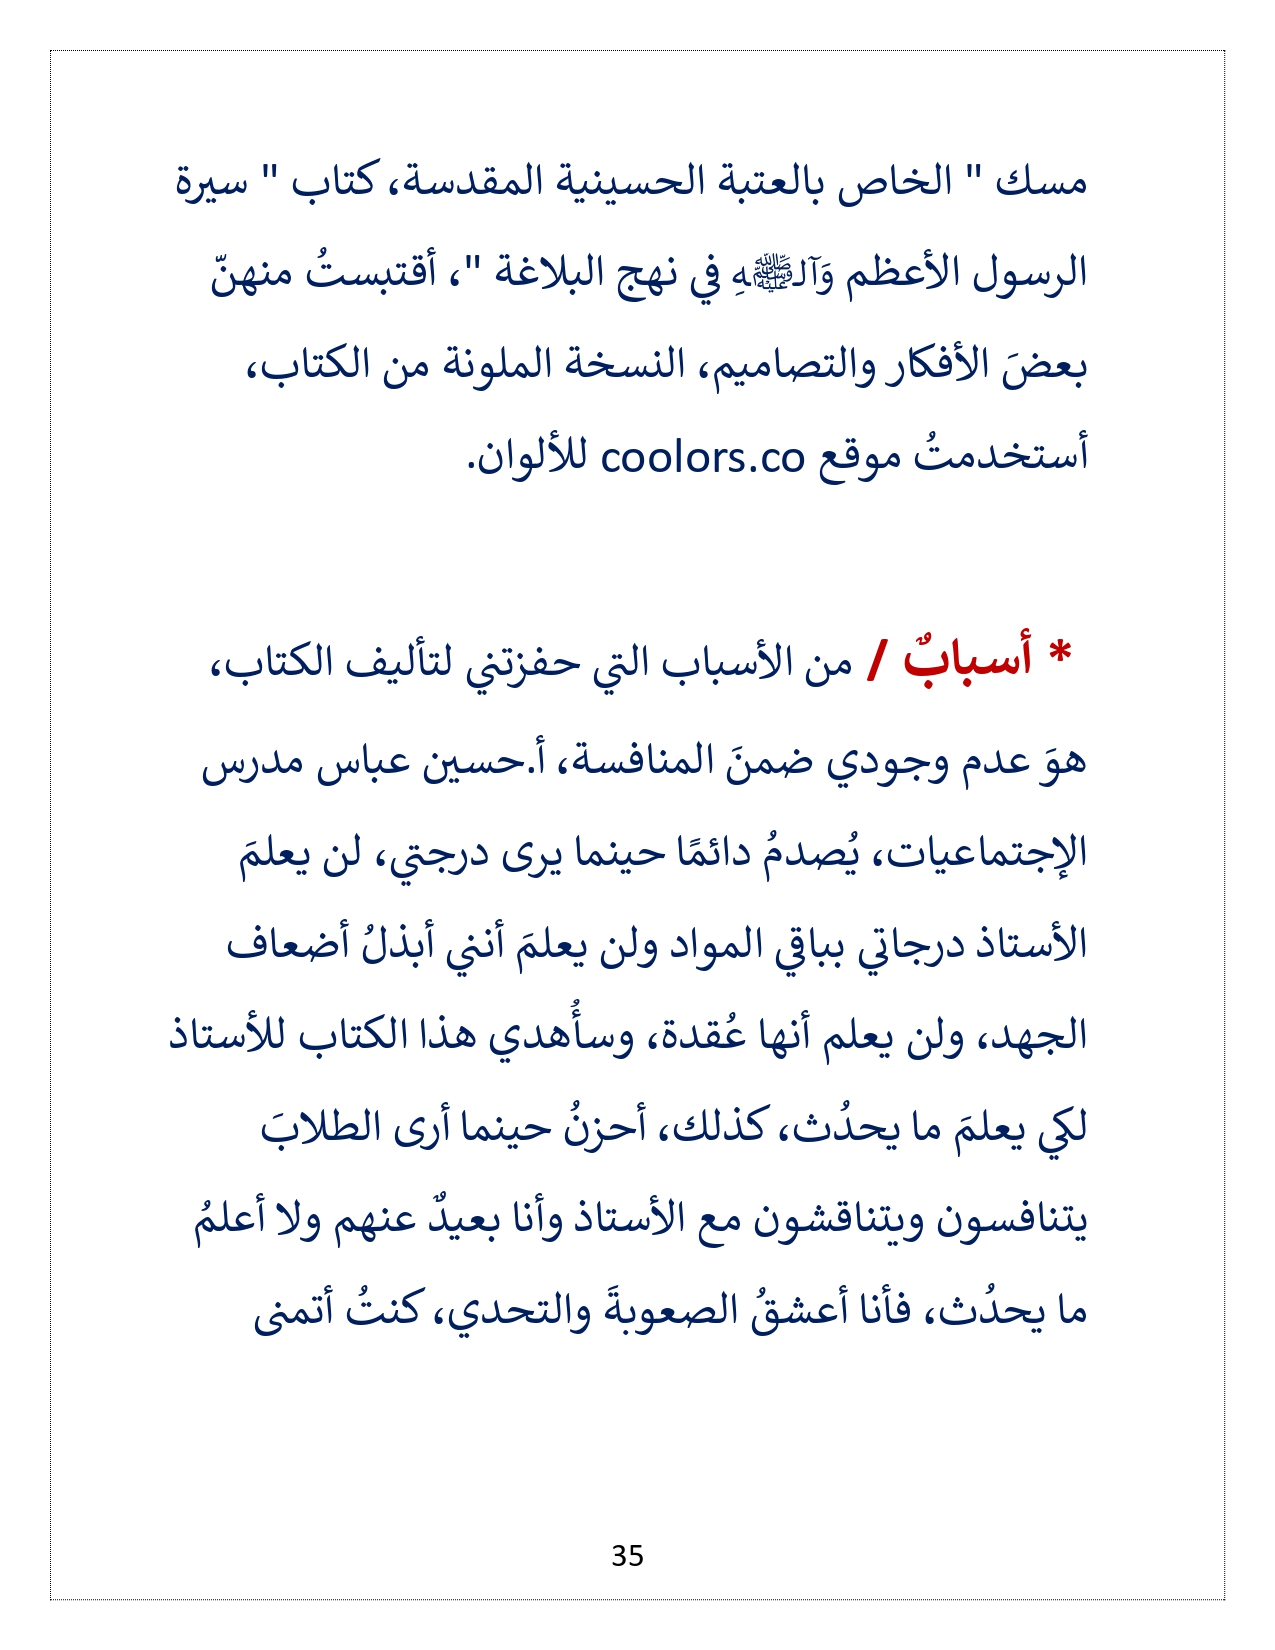 مسك " الخاص بالعتبة الحسينية المقدسة، كتاب " سيرة
الرسول الأعظم وَآلـﷺـهِ في نهج البلاغة "، أقتبستُ منهنّ
بعضَ الأفكار والتصاميم، النسخة الملونة من الكتاب،
أستخدمتُ موقع coolors.co للألوان.
* أسبابٌ / من الأسباب التي حفزتني لتأليف الكتاب،
هوَ عدم وجودي ضمنَ المنافسة، أ.حسين عباس مدرس
الإجتماعيات، يُصدمُ دائمًا حينما يرى درجتي، لن يعلمَ
الأستاذ درجاتي بباقي المواد ولن يعلمَ أنني أبذلُ أضعاف
الجهد، ولن يعلم أنها عُقدة، وسأُهدي هذا الكتاب للأستاذ
لكي يعلمَ ما يحدُث، كذلك، أحزنُ حينما أرى الطلابَ
يتنافسون ويتناقشون مع الأستاذ وأنا بعيدٌ عنهم ولا أعلمُ
ما يحدُث، فأنا أعشقُ الصعوبةَ والتحدي، كنتُ أتمنى
35